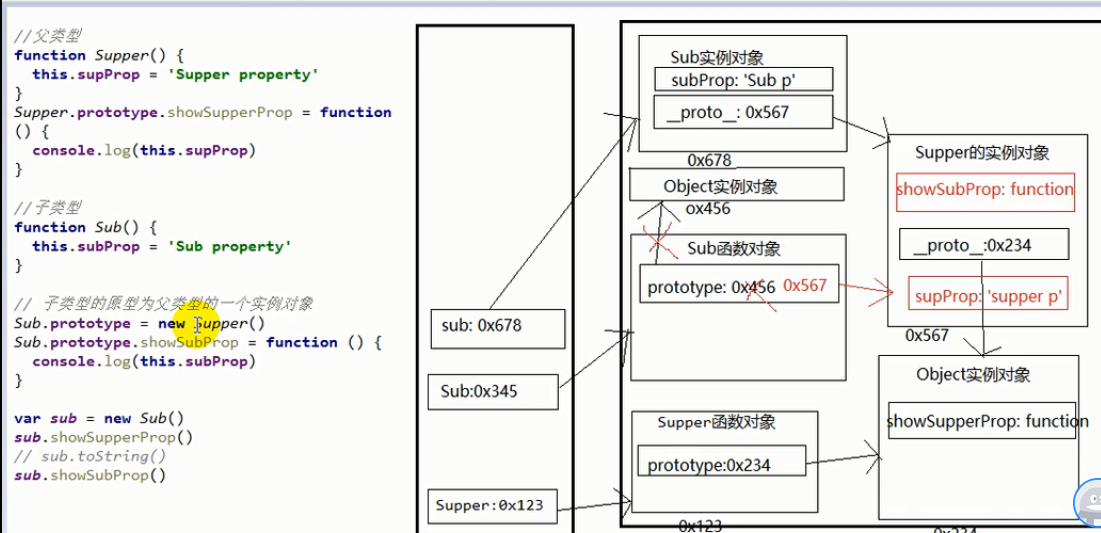 //父类型
function Supper() {
this.supProp = 'Supper property'
}
Supper.prototype.showSupperProp = function
() {
console.log(this.supProp)
}
//子类型
function Sub() {
this.subProp = 'Sub property'
}
// 子类型的原型为父类型的一个实例对象
Sub.prototype = new Supper()
Sub.prototype.showSubProp = function () {
console.log(this.subProp)
}
var sub = new Sub()
sub.showSupperProp()
// sub.toString()
sub.showSubProp()
sub: 0x678
Sub:0x345
Supper:0x123
Sub实例对象
subProp: 'Sub p'
__proto__: 0x567
0x678
Object实例对象
ox456
Sub函数对象
prototype: 0x456 0x567
Supper函数对象
prototype:0x234
0x123
Supper的实例对象
showSubProp: function
__proto__:0x234
supProp: 'supper p'
0x567
Object实例对象
showSupperProp: function
0x234